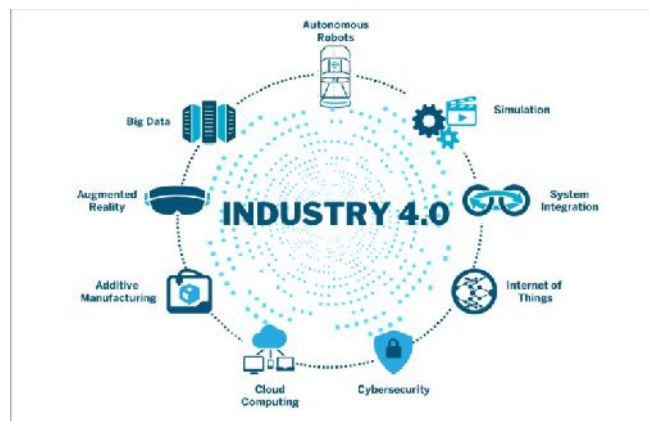 Autonomous
Robots
Simulation
System
Integration
Internet of
Things
Cybersecurity
Cloud
Computing
Additive
Manufacturing
Augmented
Reality
Big Data
INDUSTRY 4.0